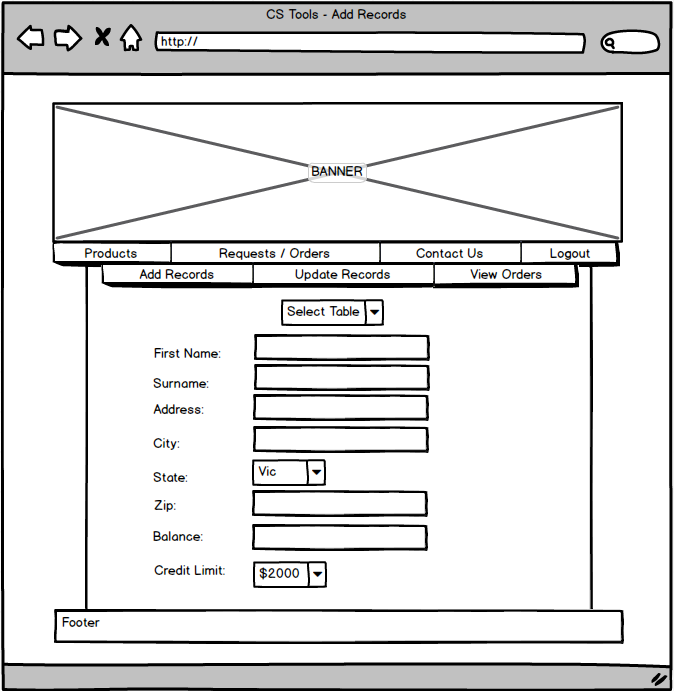 CS Tools - Add Records
http://
BANNER
Products Requests / Orders Contact Us Logout
Add Records Update Records View Orders
Select Table
First Name:
Surname:
Address:
City:
State: Vic
Zip:
Balance:
Credit Limit: $2000
Footer